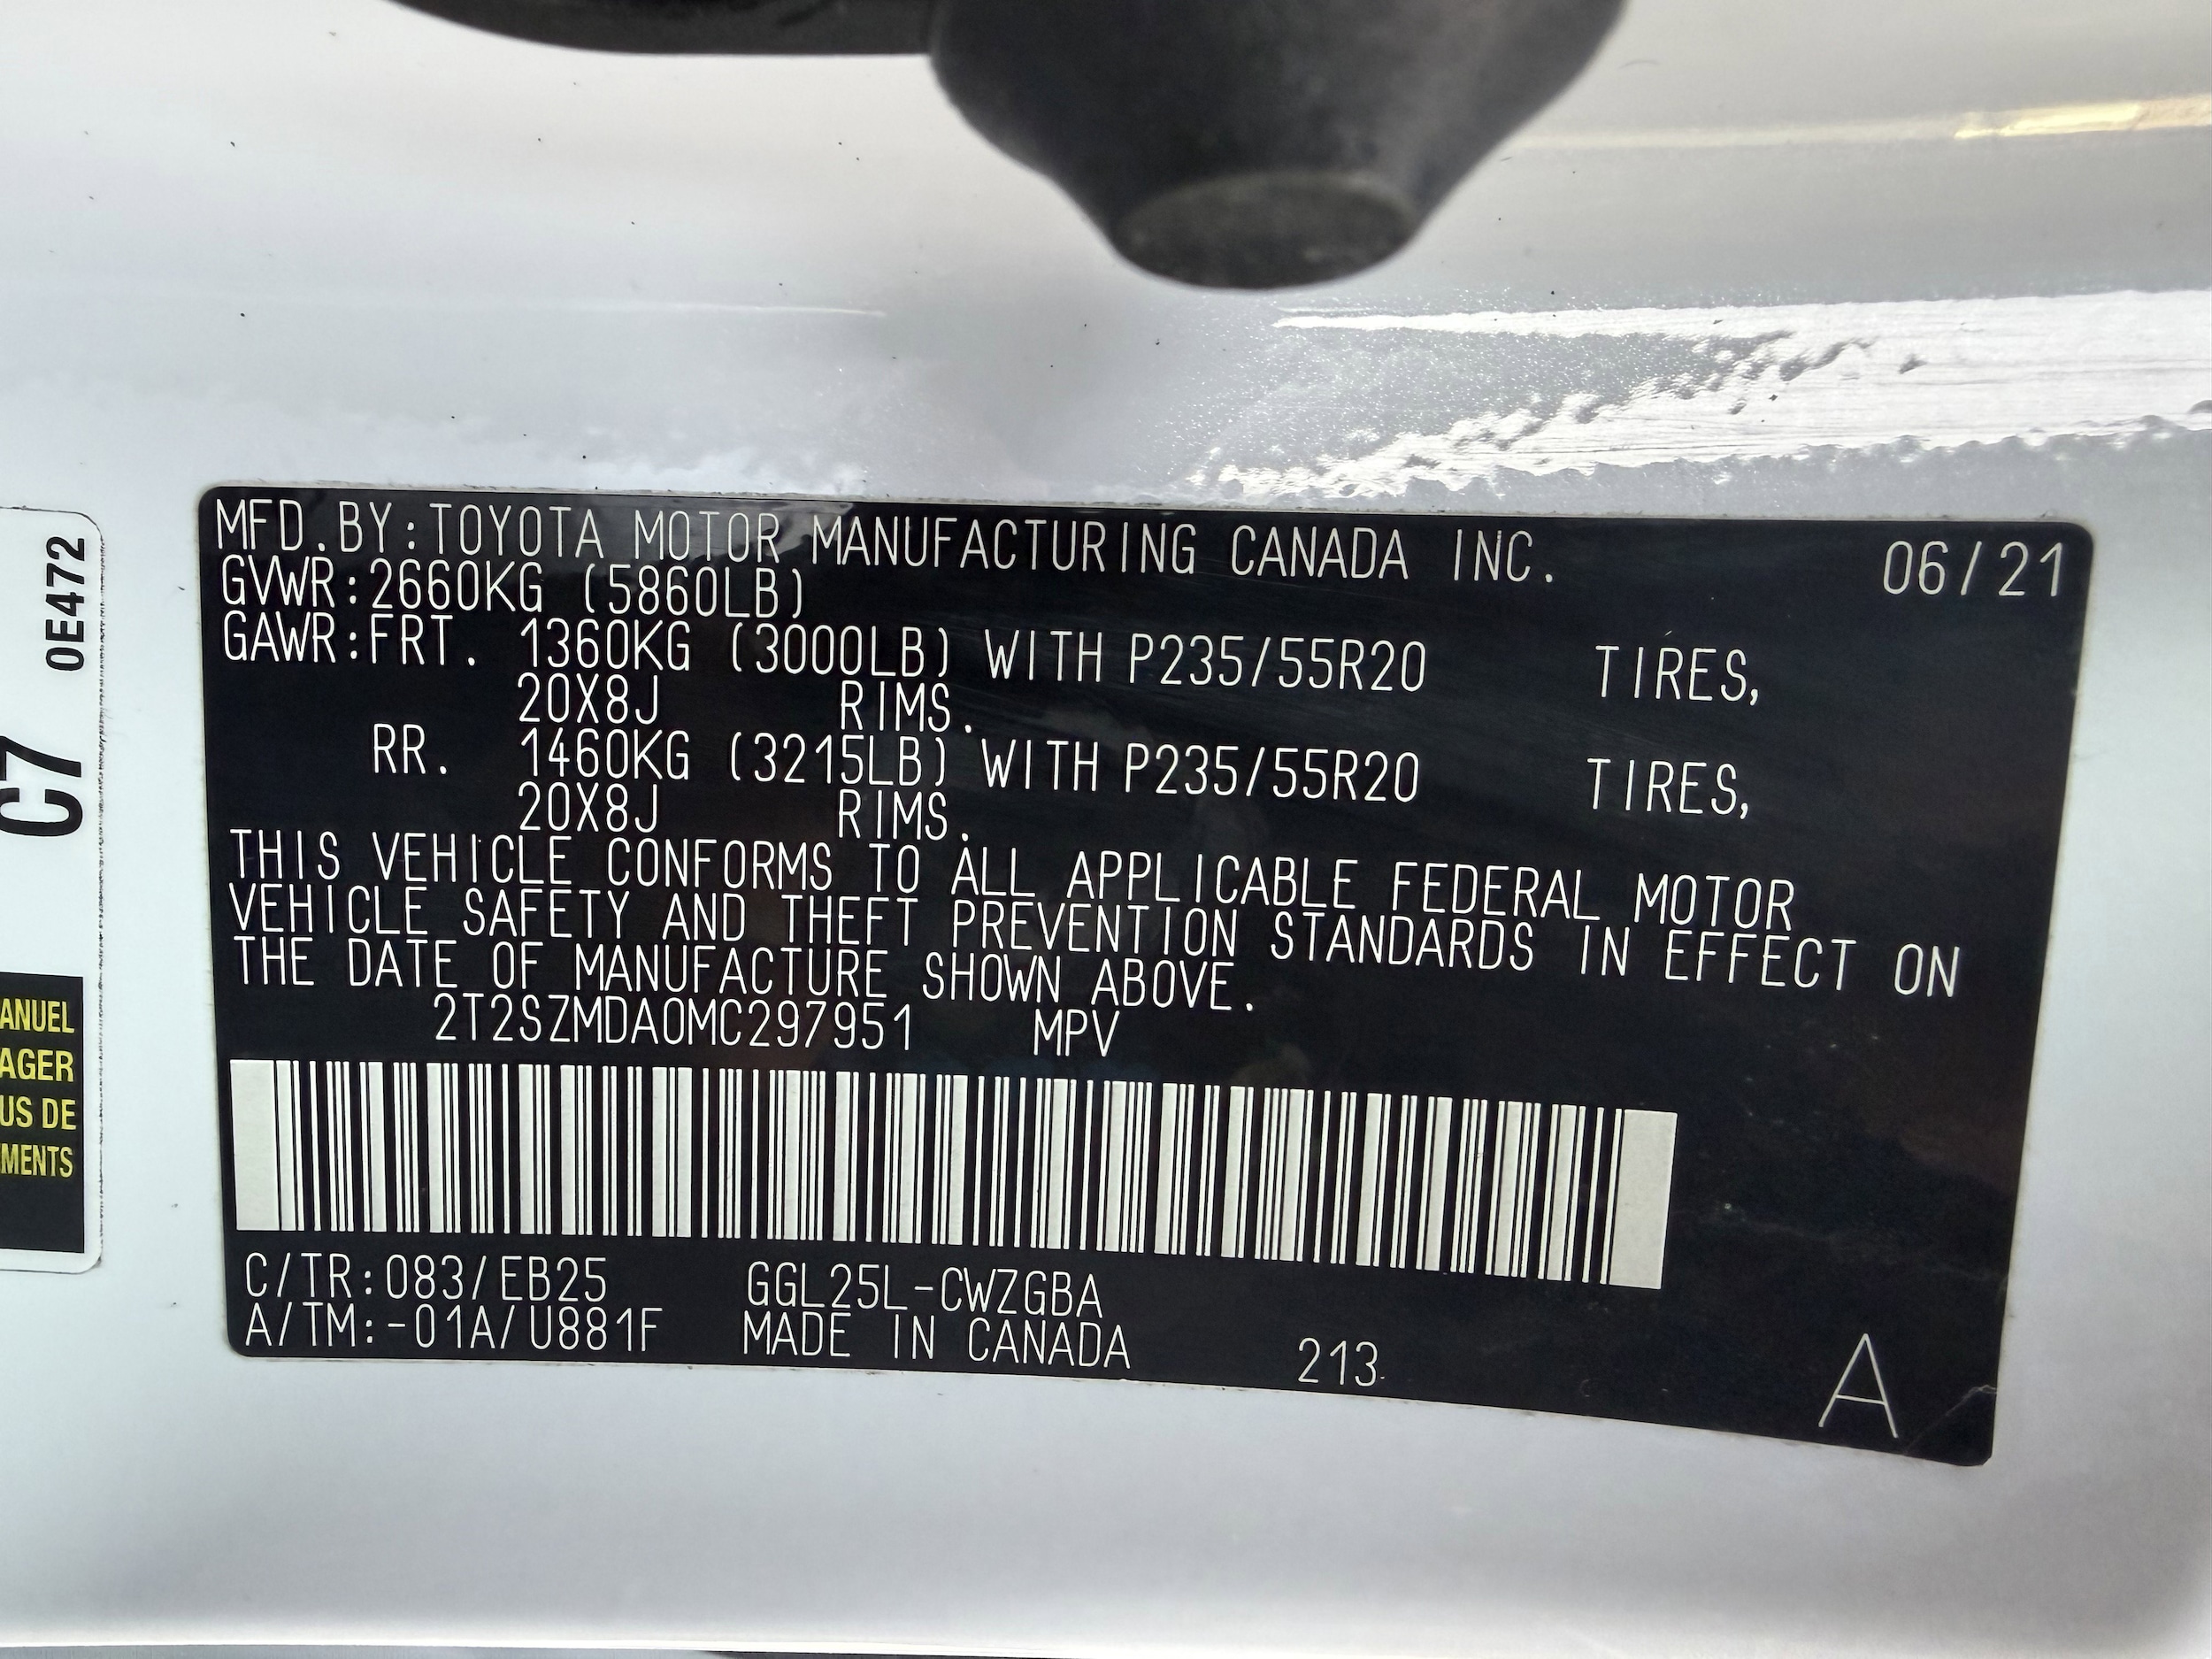 MFD.BY:TOYOTA MOTOR MANUFACTURING CANADA INC. 06/21
GVWR:2660KG (5860LB)
GAWR:FRT. 1360KG (3000LB) WITH P235/55R20 TIRES,
20X8J RIMS.
RR. 1460KG (3215LB) WITH P235/55R20 TIRES,
20X8J RIMS.
THIS VEHICLE CONFORMS TO ALL APPLICABLE FEDERAL MOTOR
VEHICLE SAFETY AND THEFT PREVENTION STANDARDS IN EFFECT ON
THE DATE OF MANUFACTURE SHOWN ABOVE.
2T2SZMDA0MC297951 MPV
C/TR:083/EB25 GGL25L-CWZGBA
A/TM:-01A/U881F MADE IN CANADA 213
A
0E472
C7
ANUEL
AGER
US DE
MENTS